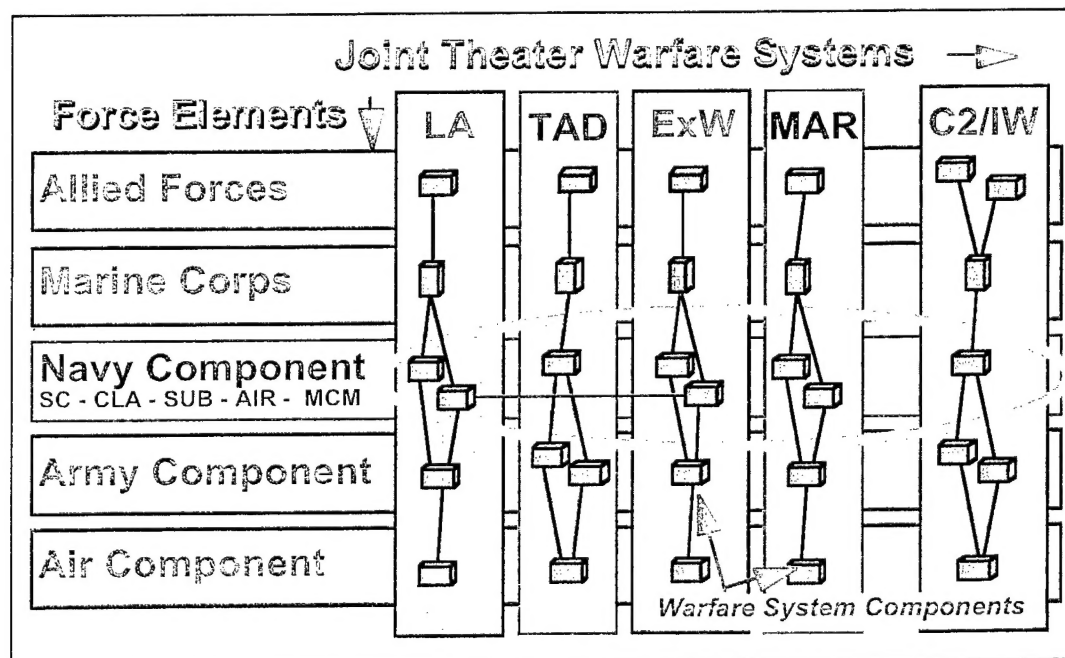 Joint Theater Warfare Systems
Force Elements
LA
TAD
ExW
MAR
C2/IW
Allied Forces
Marine Corps
Navy Component
SC - CLA - SUB - AIR - MCM
Army Component
Air Component
Warfare System Components